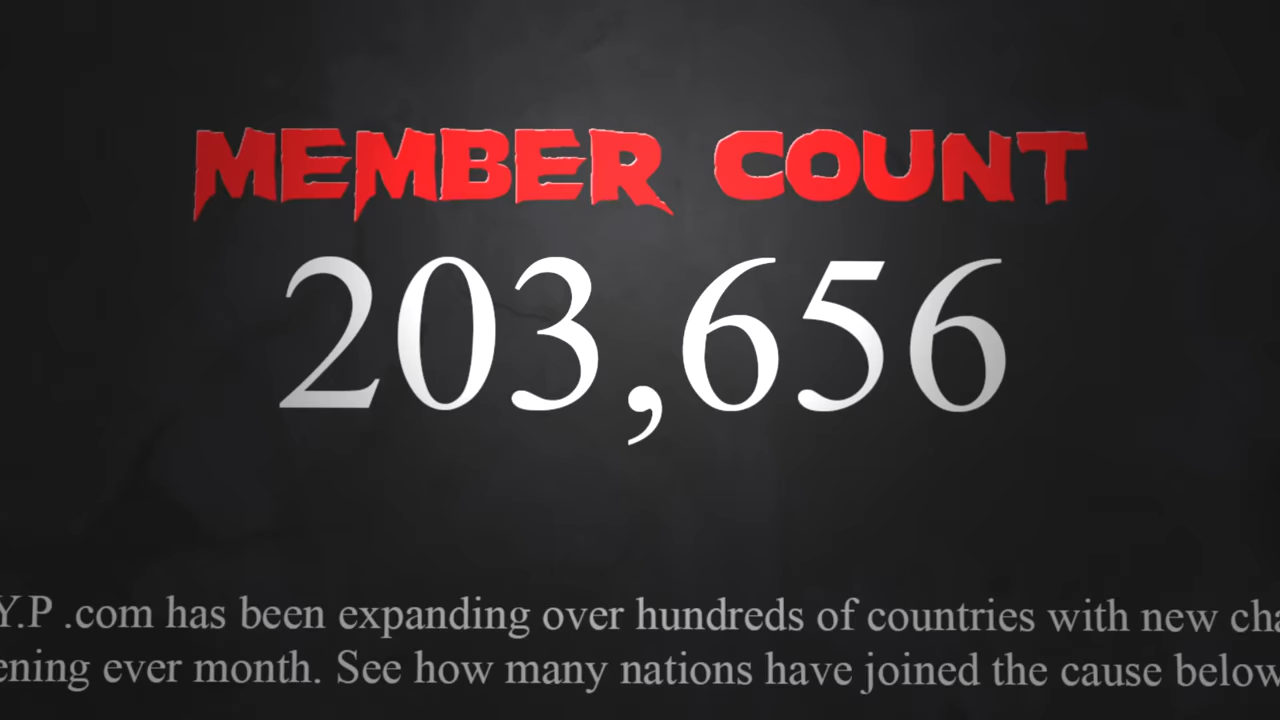 MEMBER COUNT
203,656
Y.P .com has been expanding over hundreds of countries with new
ever month. See how many nations have joined the cause below